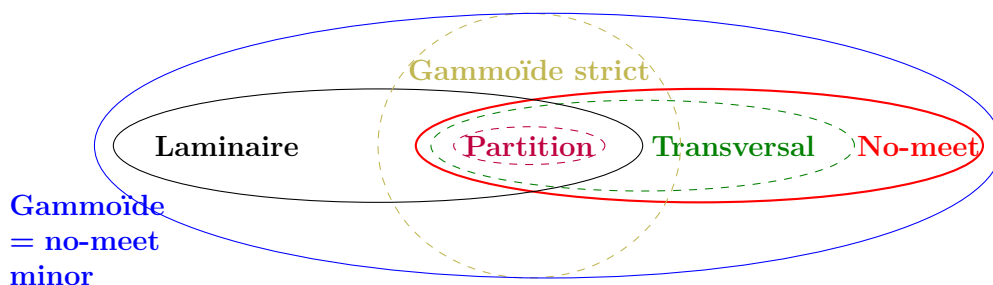 Gammoïde strict
Laminaire
Partition
Transversal
No-meet
Gammoïde
= no-meet
minor